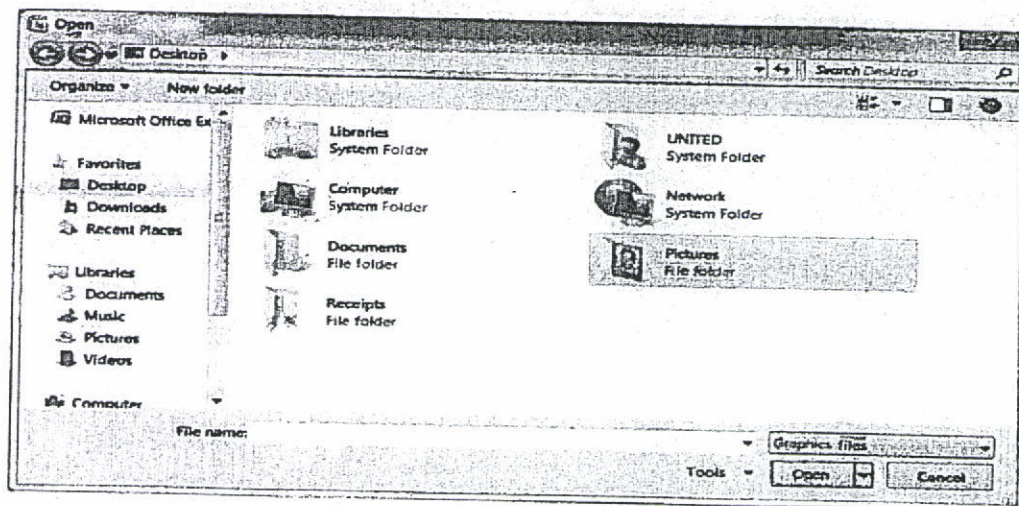 Open
Desktop
Search Desktop
Organize New folder
Microsoft Office Ex
Favorites
Desktop
Downloads
Recent Places
Libraries
Documents
Music
Pictures
Videos
Computer
Libraries
System Folder
UNITED
System Folder
Computer
System Folder
Network
System Folder
Documents
File folder
Pictures
File folder
Receipts
File folder
File name:
Graphics files
Tools Open Cancel